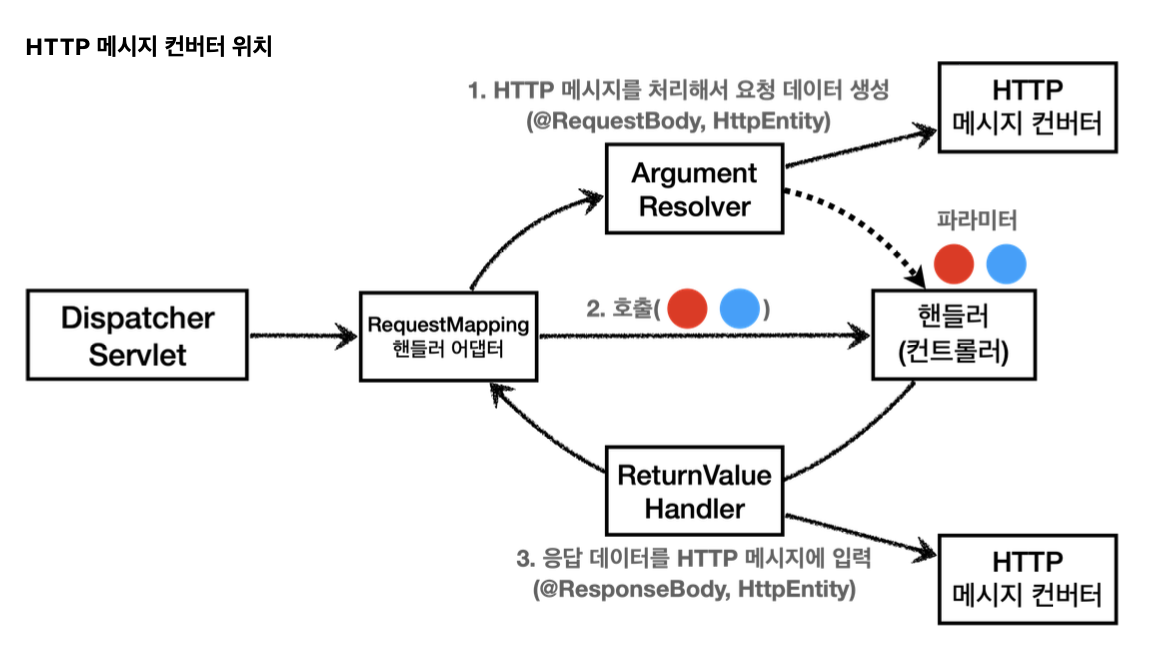 HTTP 메시지 컨버터 위치
1. HTTP 메시지를 처리해서 요청 데이터 생성
(@RequestBody, HttpEntity)
HTTP
메시지 컨버터
Argument
Resolver
파라미터
Dispatcher
Servlet
RequestMapping
핸들러 어댑터
2. 호출( )
핸들러
(컨트롤러)
ReturnValue
Handler
3. 응답 데이터를 HTTP 메시지에 입력
(@ResponseBody, HttpEntity)
HTTP
메시지 컨버터